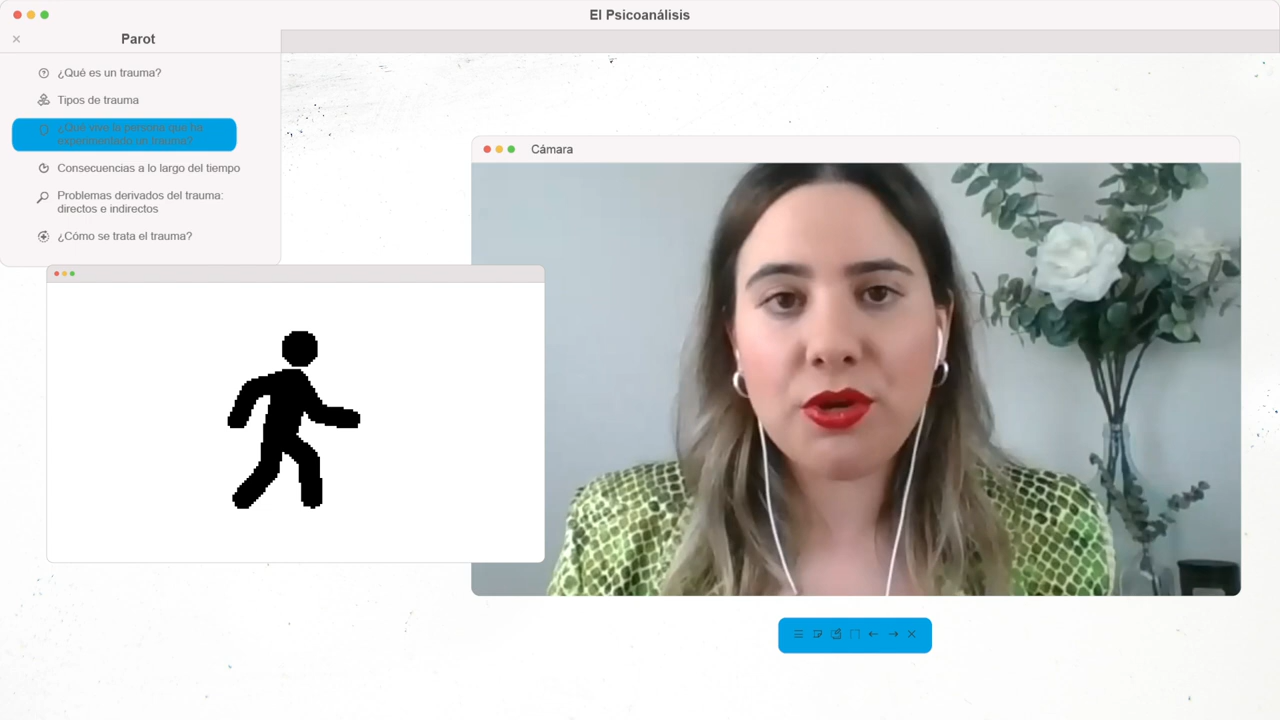 El Psicoanálisis
Parot
¿Qué es un trauma?
Tipos de trauma
¿Qué vive la persona que ha
experimentado un trauma?
Consecuencias a lo largo del tiempo
Problemas derivados del trauma:
directos e indirectos
¿Cómo se trata el trauma?
Cámara